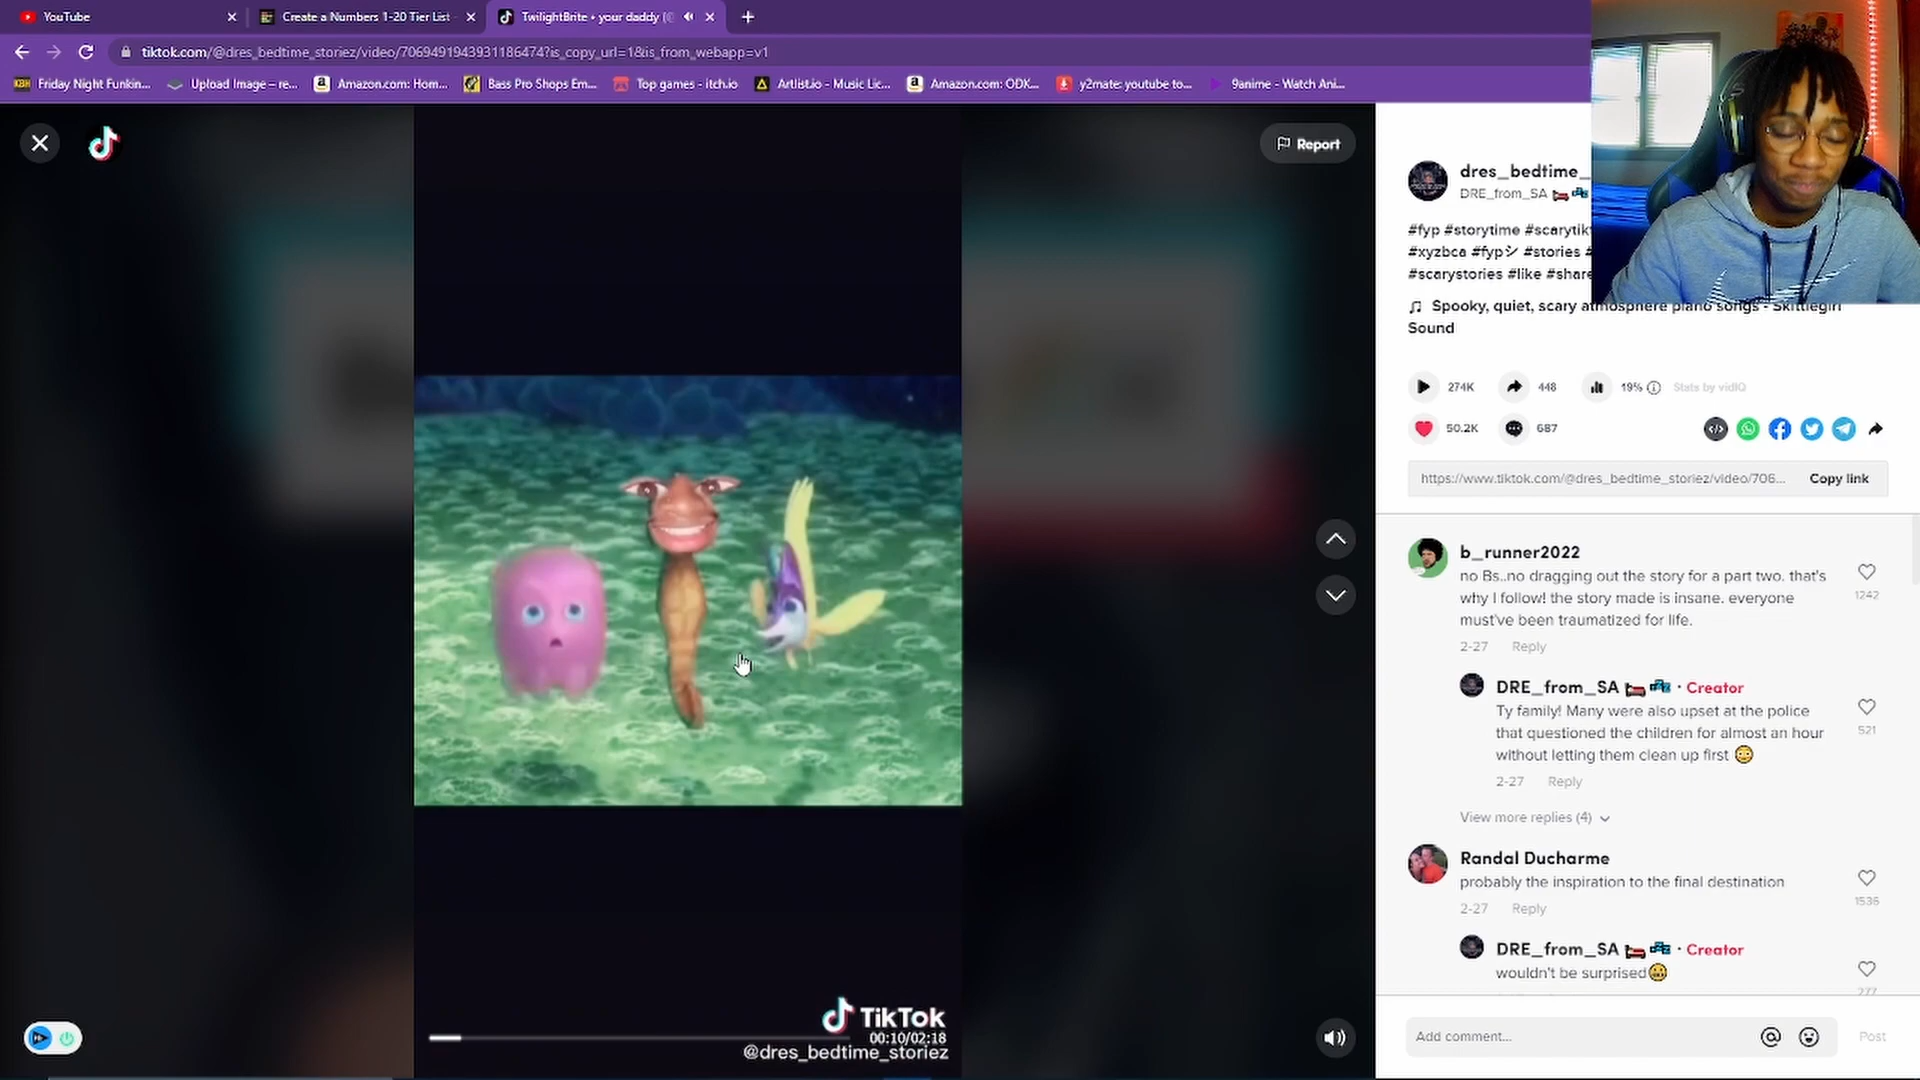 YouTube
Create a Numbers 1-20 Tier List
TwilightBrite • your daddy (
tiktok.com/@dres_bedtime_storiez/video/7069491943931186474?is_copy_url=1&is_from_webapp=v1
Friday Night Funkin...
Upload Image – re...
Amazon.com: Hom...
Bass Pro Shops Em...
Top games - itch.io
Artlist.io - Music Lic...
Amazon.com: ODK...
y2mate: youtube to...
9anime - Watch Ani...
Report
dres_bedtime_
DRE_from_SA
#fyp #storytime #scarytik
#xyzbca #fypシ #stories #
#scarystories #like #share
Spooky, quiet, scary atmosphere piano songs - Skittlegirl
Sound
274K
448
19%
Stats by vidIQ
50.2K
687
https://www.tiktok.com/@dres_bedtime_storiez/video/706...
Copy link
b_runner2022
no Bs..no dragging out the story for a part two. that's
why I follow! the story made is insane. everyone
must've been traumatized for life.
1242
2-27 Reply
DRE_from_SA 🛏️💤 · Creator
Ty family! Many were also upset at the police
that questioned the children for almost an hour
without letting them clean up first 😳
521
2-27 Reply
View more replies (4)
Randal Ducharme
probably the inspiration to the final destination
1536
2-27 Reply
DRE_from_SA 🛏️💤 · Creator
wouldn't be surprised😬
277
TikTok
00:10/02:18
@dres_bedtime_storiez
Add comment...
Post